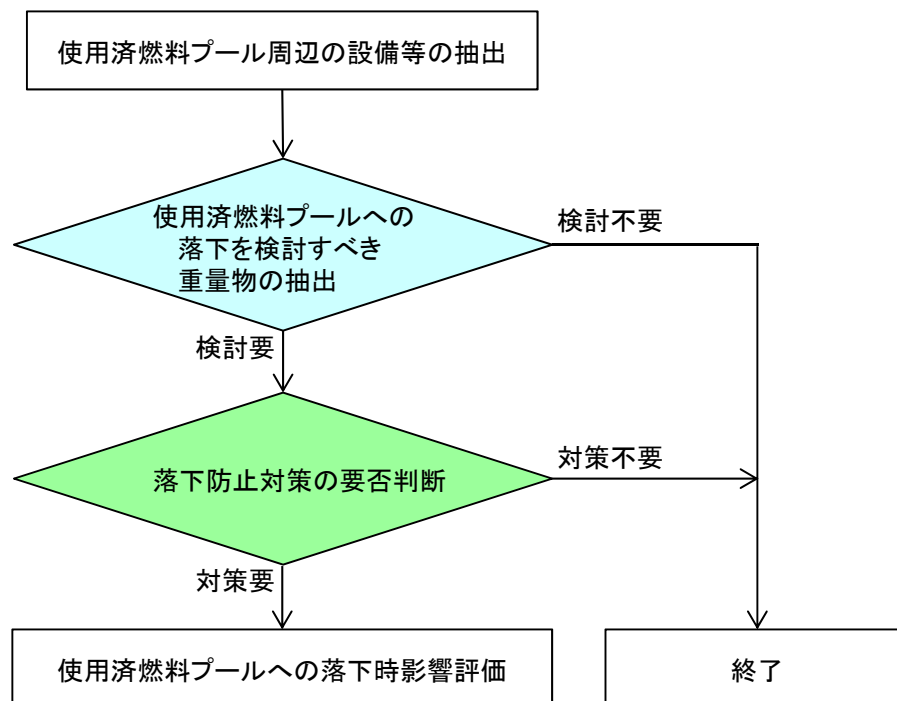 使用済燃料プール周辺の設備等の抽出
使用済燃料プールへの
落下を検討すべき
重量物の抽出
検討不要
検討要
落下防止対策の要否判断
対策不要
対策要
使用済燃料プールへの落下時影響評価
終了